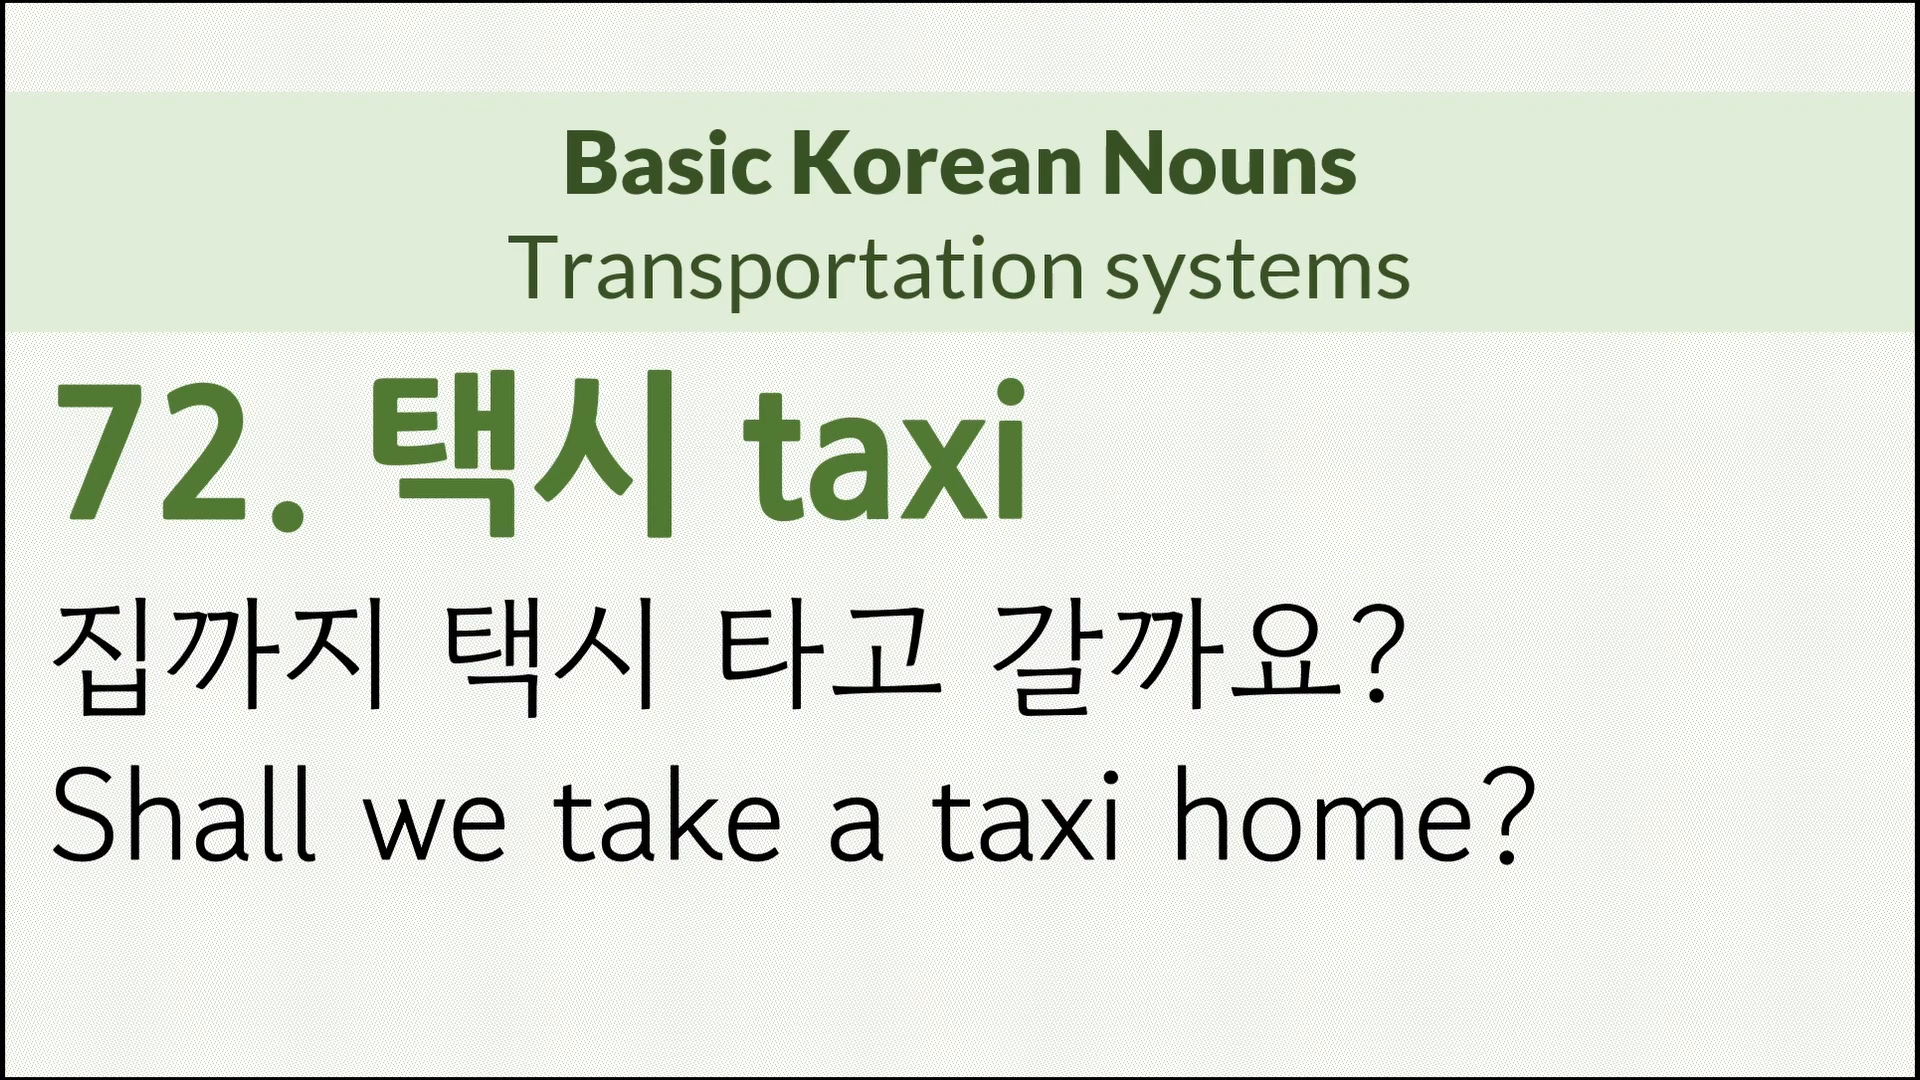 Basic Korean Nouns
Transportation systems
72. 택시 taxi
집까지 택시 타고 갈까요?
Shall we take a taxi home?